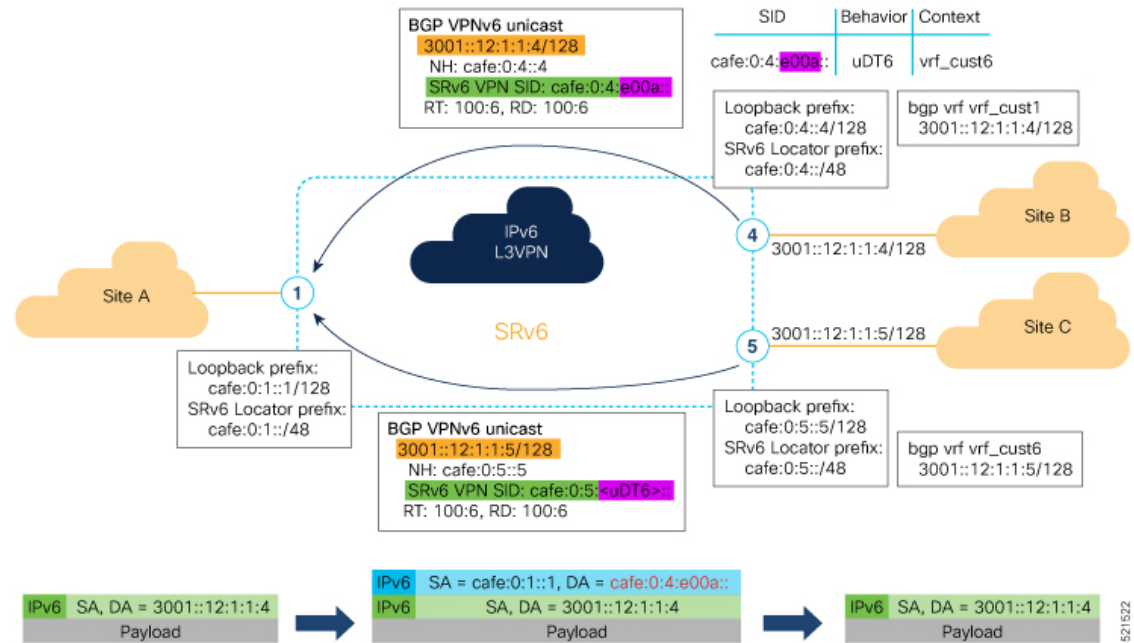 BGP VPNv6 unicast
3001::12:1:1:4/128
NH: cafe:0:4::4
SRv6 VPN SID: cafe:0:4:e00a::
RT: 100:6, RD: 100:6
SID Behavior Context
cafe:0:4:e00a:: uDT6 vrf_cust6
Loopback prefix:
cafe:0:4::4/128
SRv6 Locator prefix:
cafe:0:4::/48
bgp vrf vrf_cust1
3001::12:1:1:4/128
IPv6
L3VPN
SRv6
Site A
1
4
3001::12:1:1:4/128
Site B
5
3001::12:1:1:5/128
Site C
Loopback prefix:
cafe:0:1::1/128
SRv6 Locator prefix:
cafe:0:1::/48
BGP VPNv6 unicast
3001::12:1:1:5/128
NH: cafe:0:5::5
SRv6 VPN SID: cafe:0:5:<uDT6>::
RT: 100:6, RD: 100:6
Loopback prefix:
cafe:0:5::5/128
SRv6 Locator prefix:
cafe:0:5::/48
bgp vrf vrf_cust6
3001::12:1:1:5/128
IPv6 SA, DA = 3001::12:1:1:4
Payload
IPv6 SA = cafe:0:1::1, DA = cafe:0:4:e00a::
IPv6 SA, DA = 3001::12:1:1:4
Payload
IPv6 SA, DA = 3001::12:1:1:4
Payload
521522